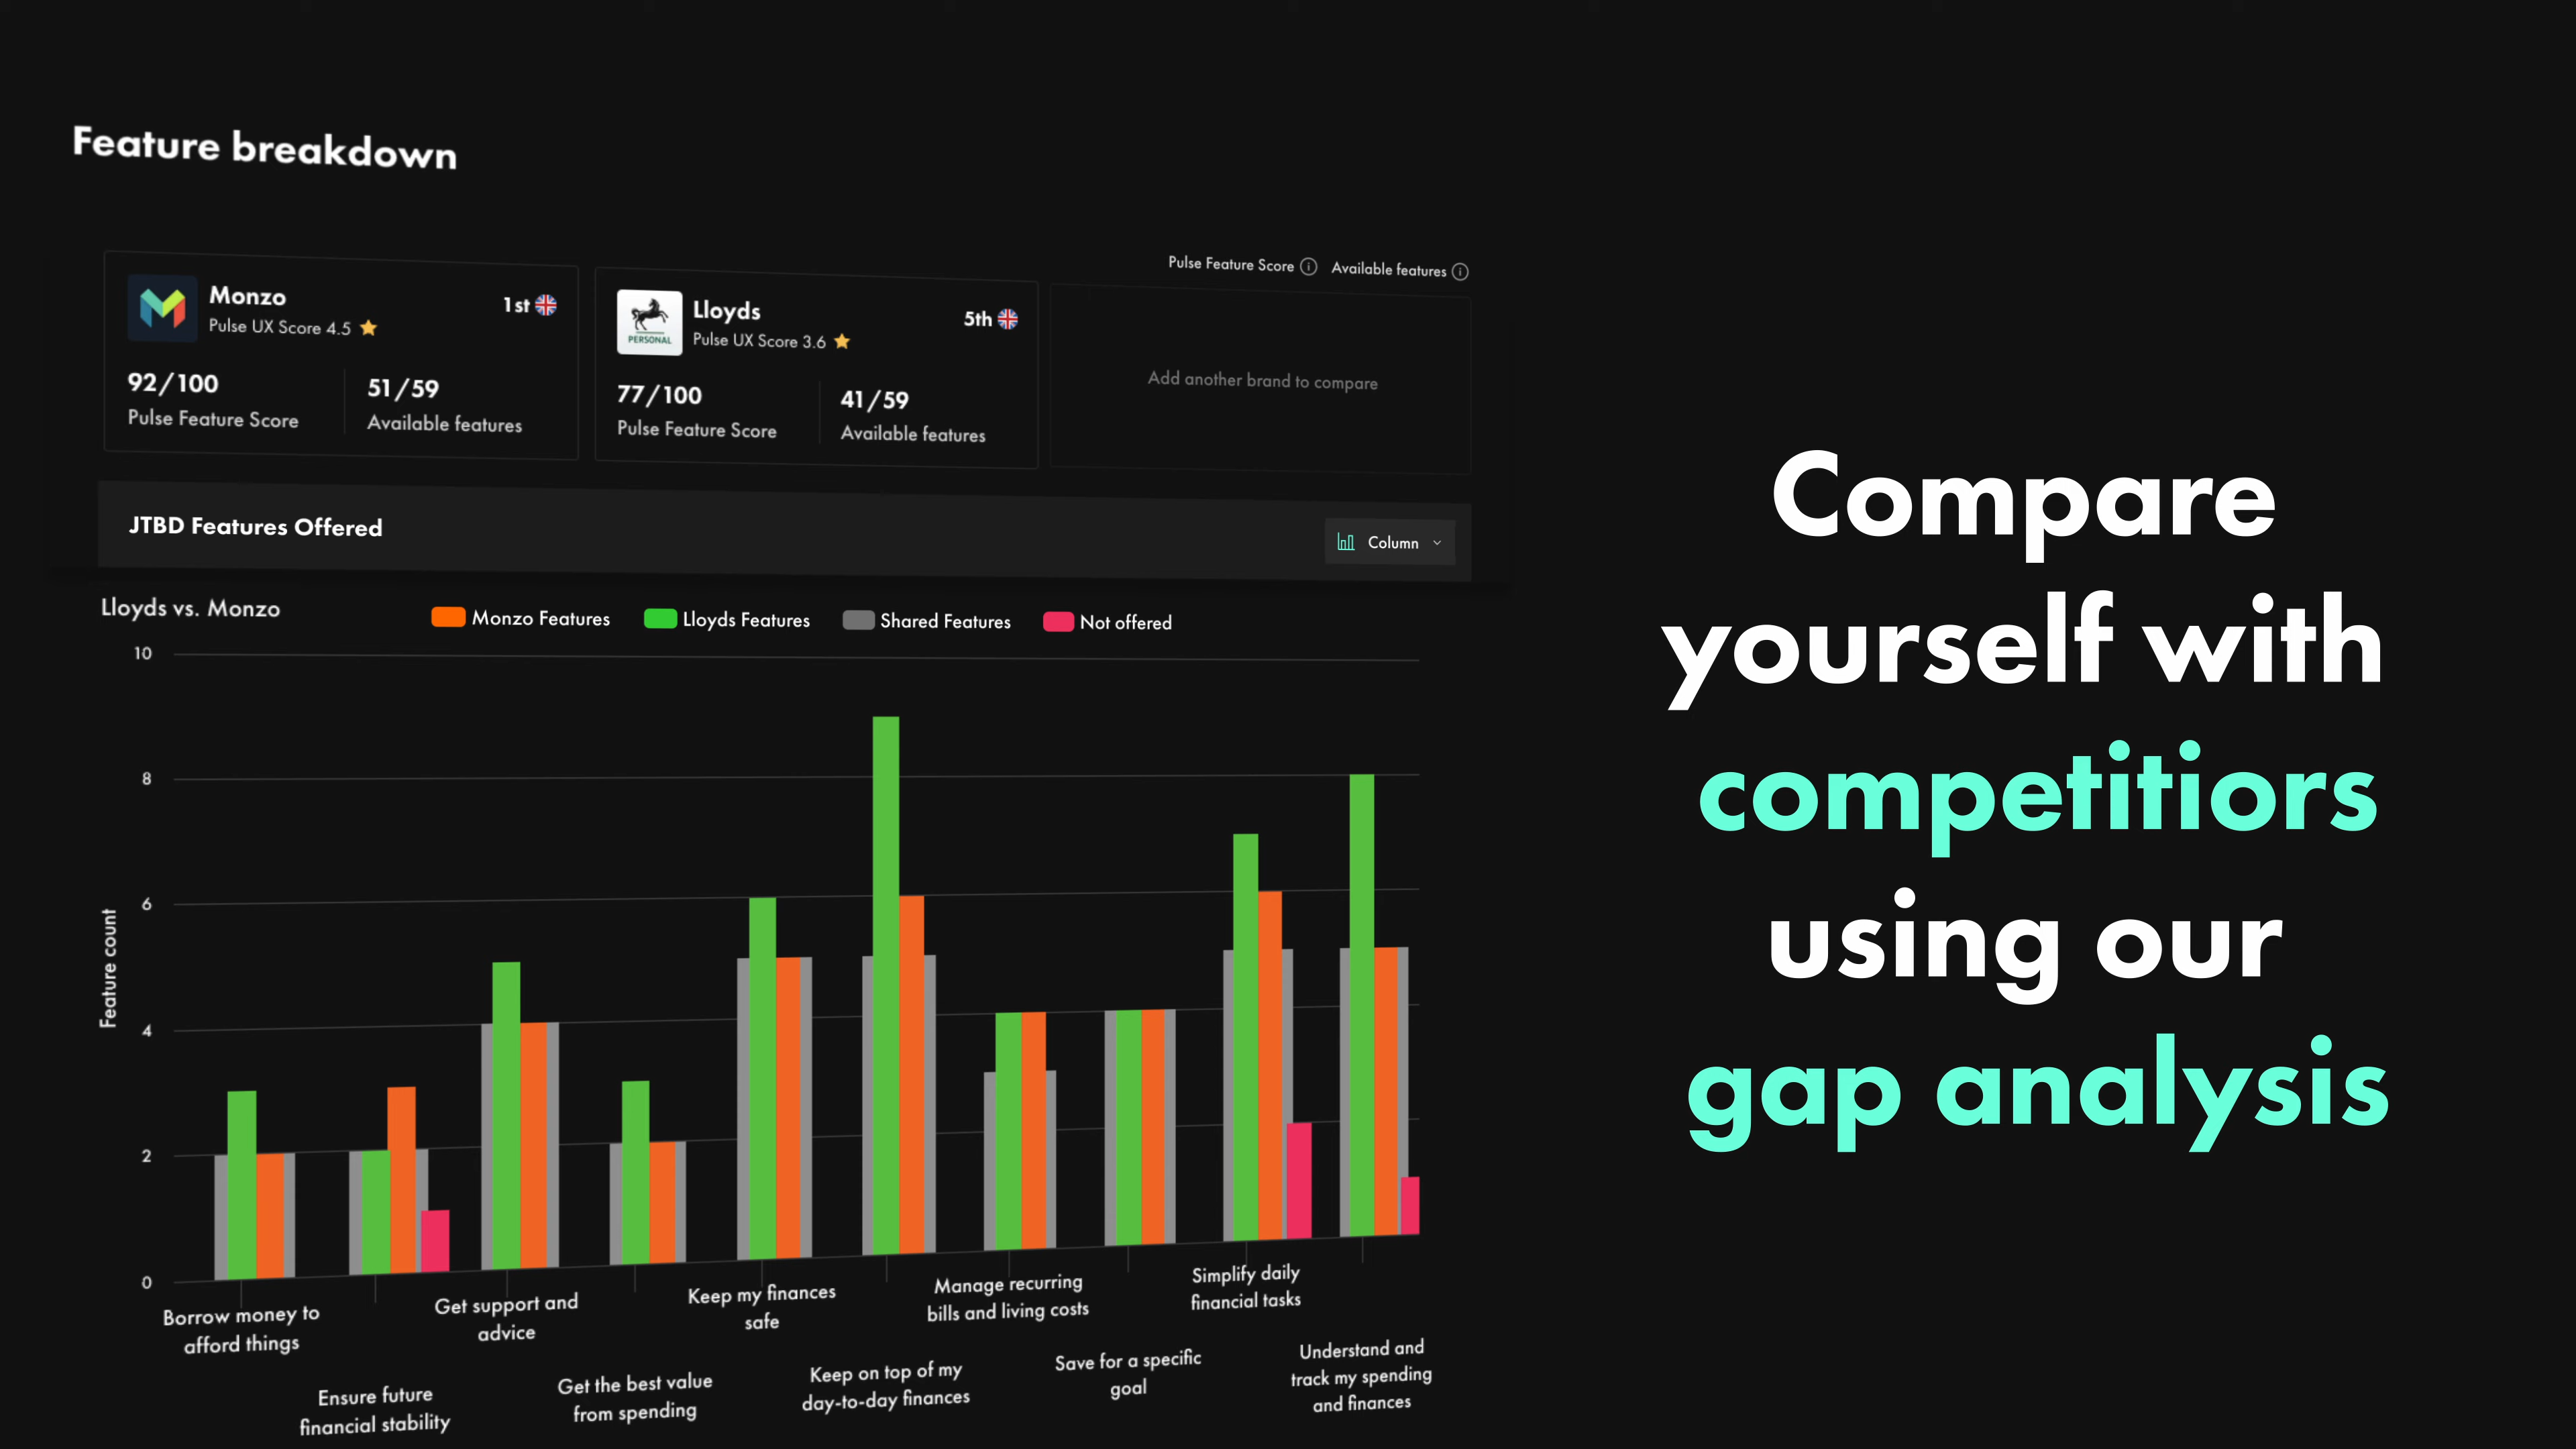 Feature breakdown
Pulse Feature Score
Available features
Monzo
Pulse UX Score 4.5
1st
92/100
Pulse Feature Score
51/59
Available features
Lloyds
Pulse UX Score 3.6
5th
PERSONAL
77/100
Pulse Feature Score
41/59
Available features
Add another brand to compare
JTBD Features Offered
Column
Lloyds vs. Monzo
Monzo Features
Lloyds Features
Shared Features
Not offered
10
8
6
4
2
0
Feature count
Borrow money to
afford things
Ensure future
financial stability
Get support and
advice
Get the best value
from spending
Keep my finances
safe
Keep on top of my
day-to-day finances
Manage recurring
bills and living costs
Save for a specific
goal
Simplify daily
financial tasks
Understand and
track my spending
and finances
Compare
yourself with
competitiors
using our
gap analysis